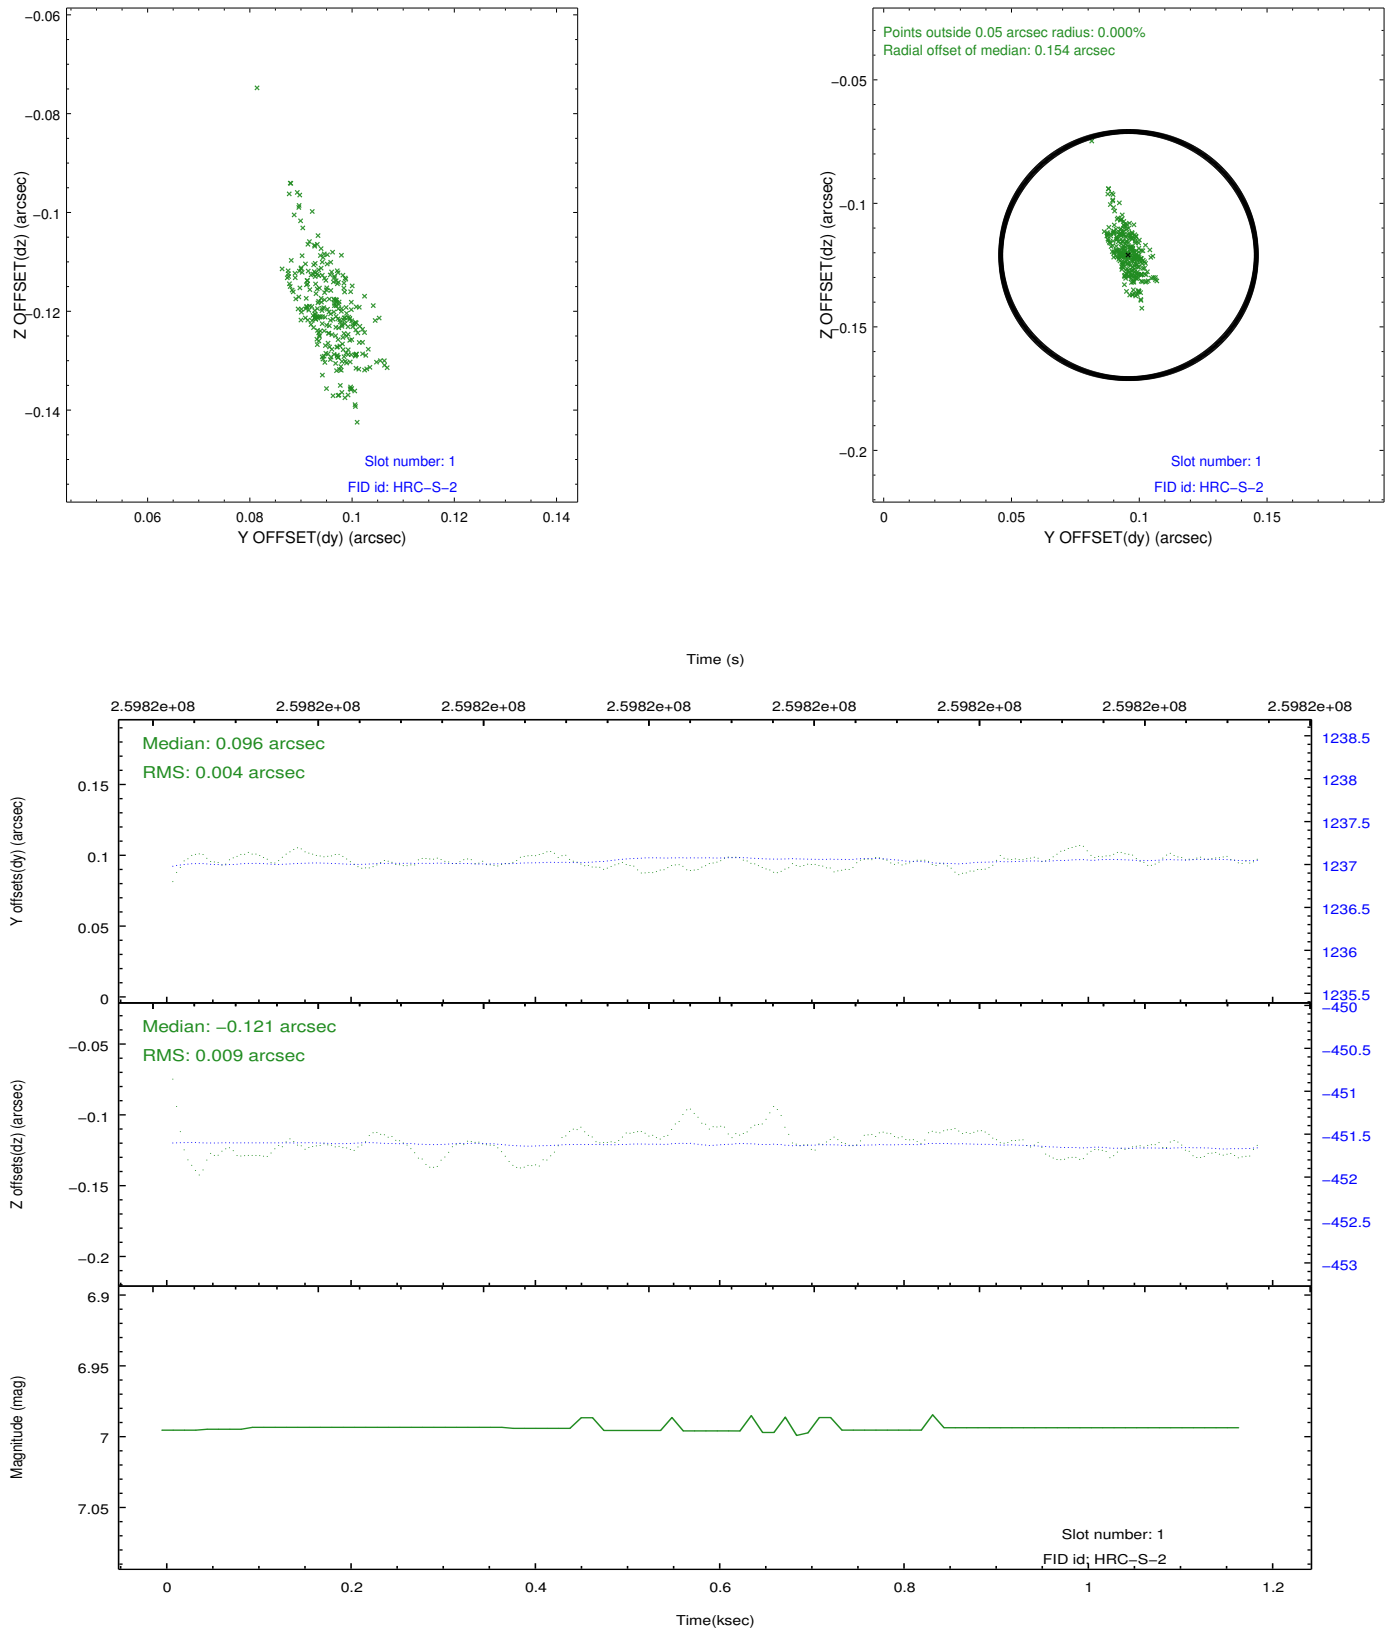 −0.06
−0.08
−0.1
−0.12
−0.14
Z OFFSET(dz) (arcsec)
Slot number: 1
FID id: HRC−S−2
0.06 0.08 0.1 0.12 0.14
Y OFFSET(dy) (arcsec)
Points outside 0.05 arcsec radius: 0.000%
Radial offset of median: 0.154 arcsec
−0.05
−0.1
−0.15
−0.2
Z OFFSET(dz) (arcsec)
Slot number: 1
FID id: HRC−S−2
0 0.05 0.1 0.15
Y OFFSET(dy) (arcsec)
Time (s)
2.5982e+08 2.5982e+08 2.5982e+08 2.5982e+08 2.5982e+08 2.5982e+08 2.5982e+08 2.5982e+08
Median: 0.096 arcsec
RMS: 0.004 arcsec
Y offsets(dy) (arcsec)
0.15
0.1
0.05
0
1238.5
1238
1237.5
1237
1236.5
1236
1235.5
Median: −0.121 arcsec
RMS: 0.009 arcsec
Z offsets(dz) (arcsec)
−0.05
−0.1
−0.15
−0.2
−450
−450.5
−451
−451.5
−452
−452.5
−453
Magnitude (mag)
6.9
6.95
7
7.05
Slot number: 1
FID id: HRC−S−2
0 0.2 0.4 0.6 0.8 1 1.2
Time(ksec)